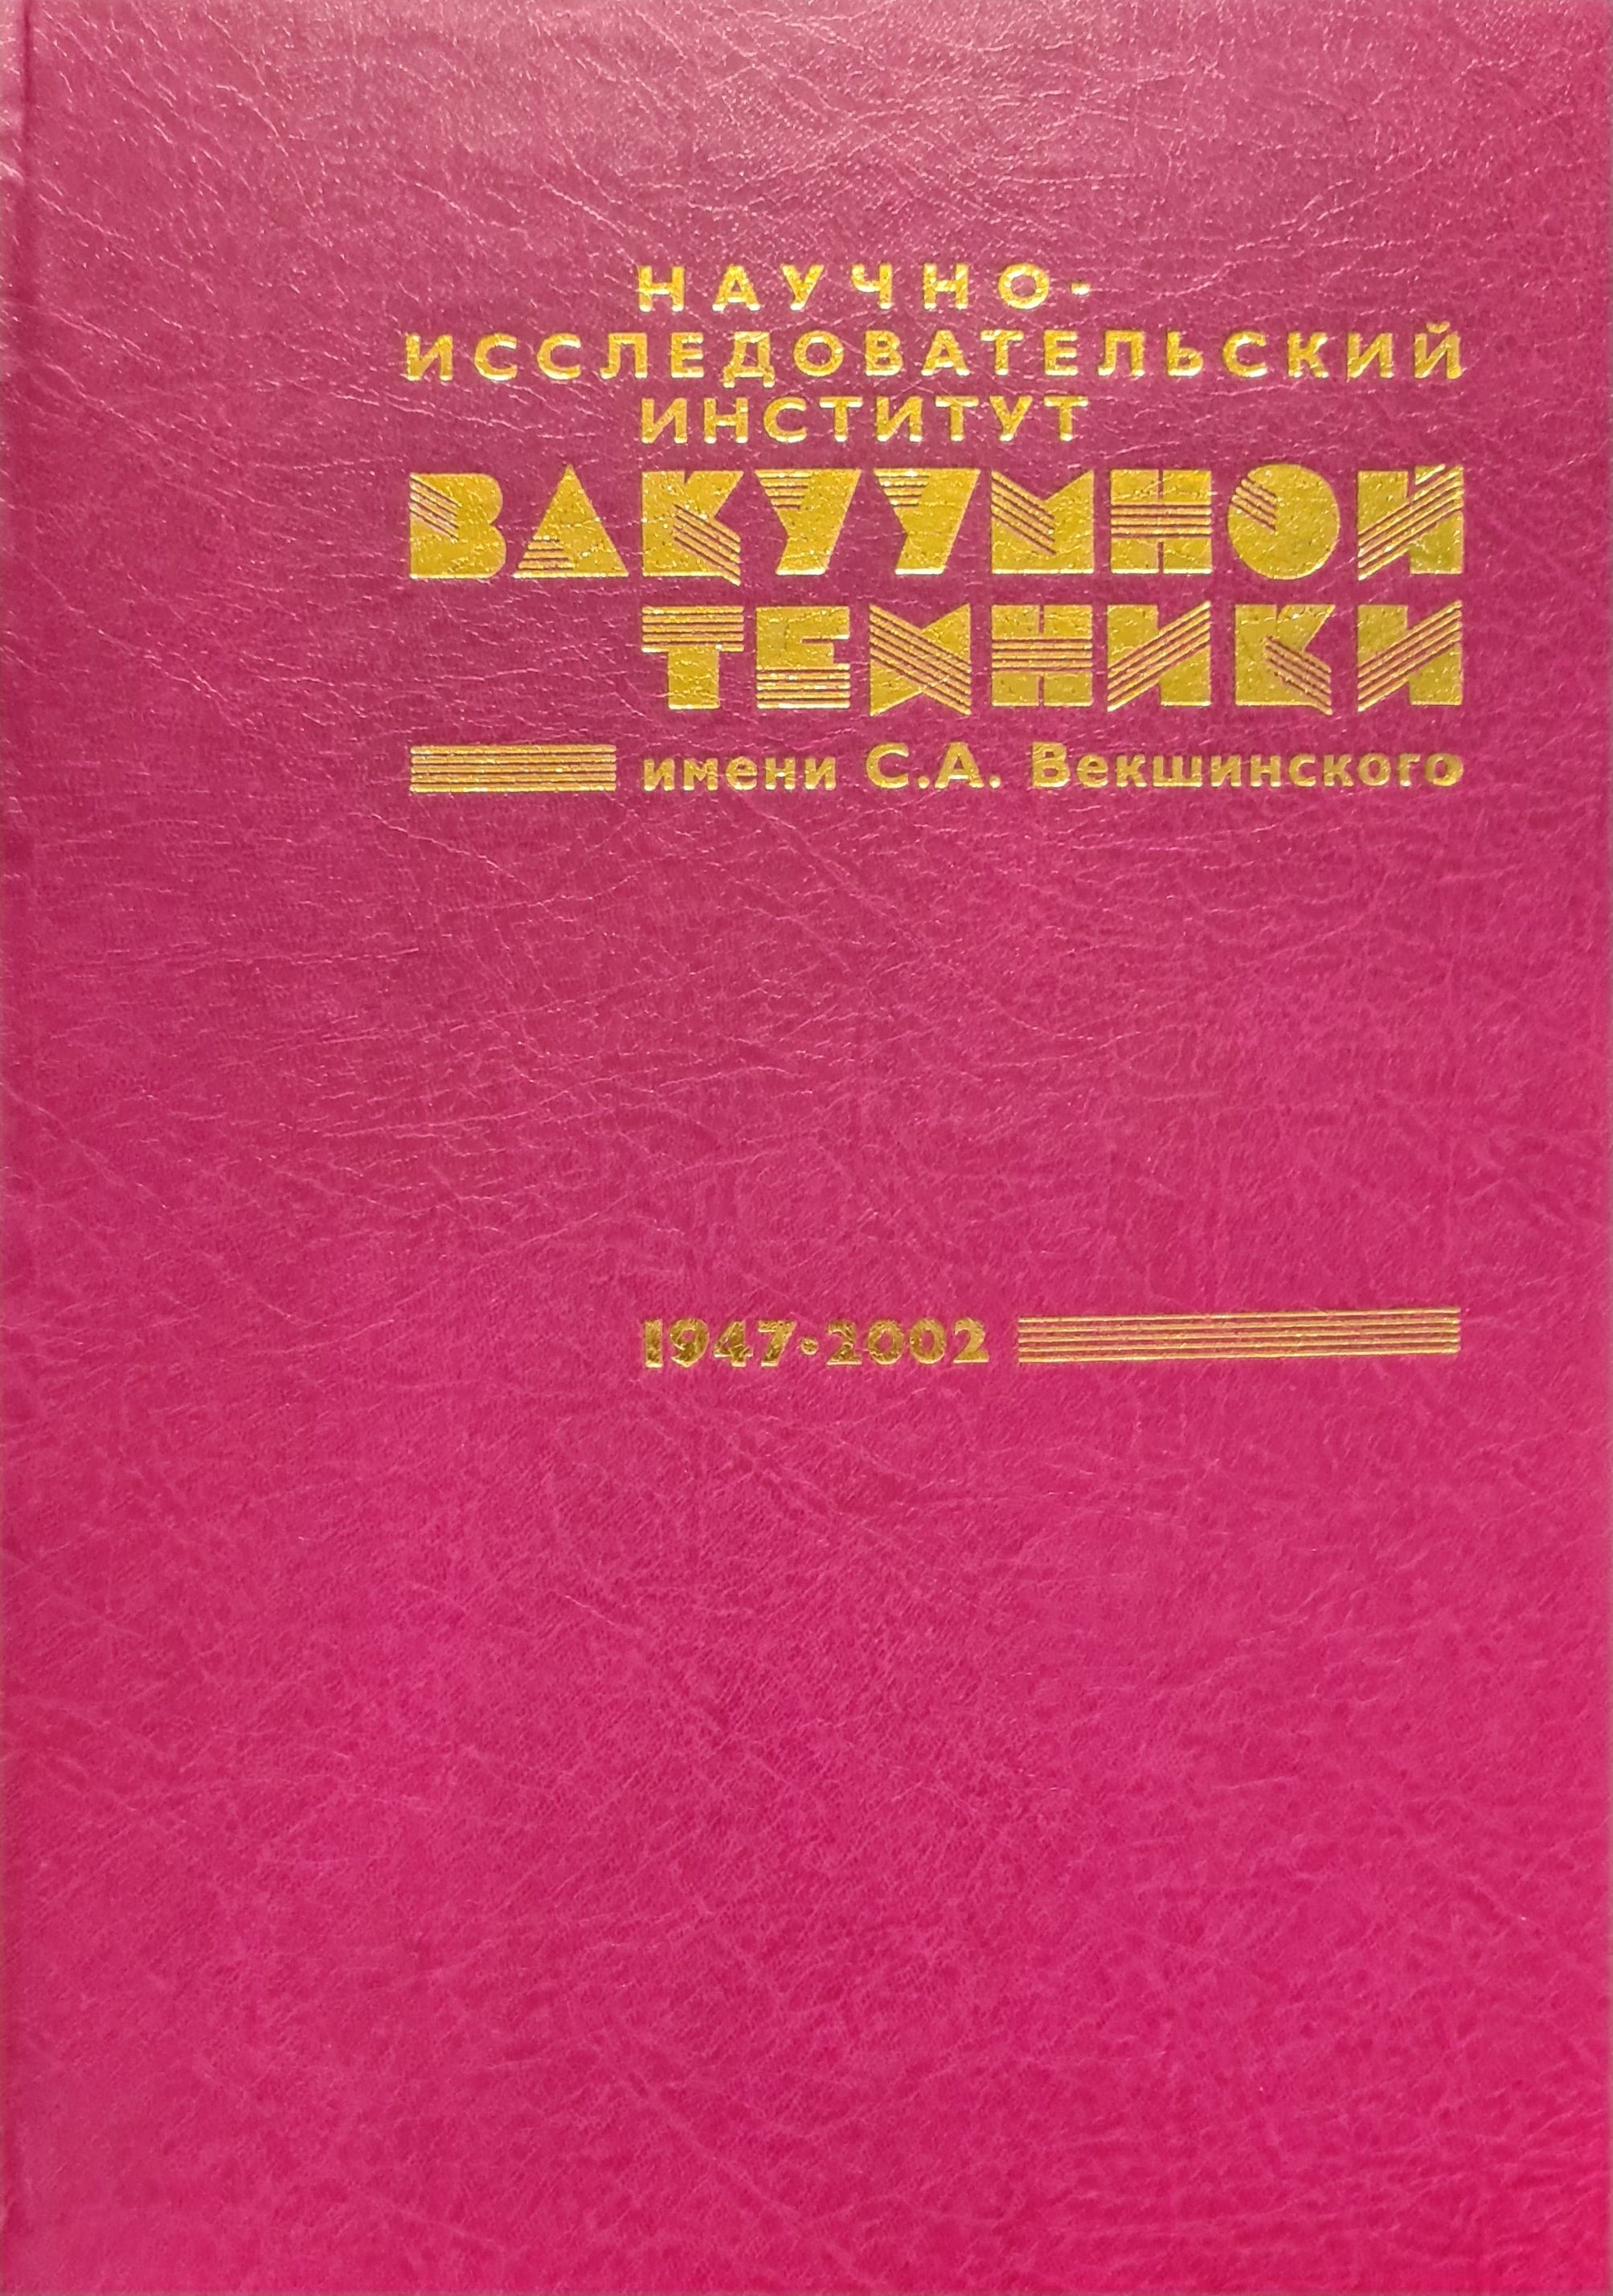 НАУЧНО-
ИССЛЕДОВАТЕЛЬСКИЙ
ИНСТИТУТ
ВАКУУМНОЙ
ТЕХНИКИ
имени С.А. Векшинского
1947·2002